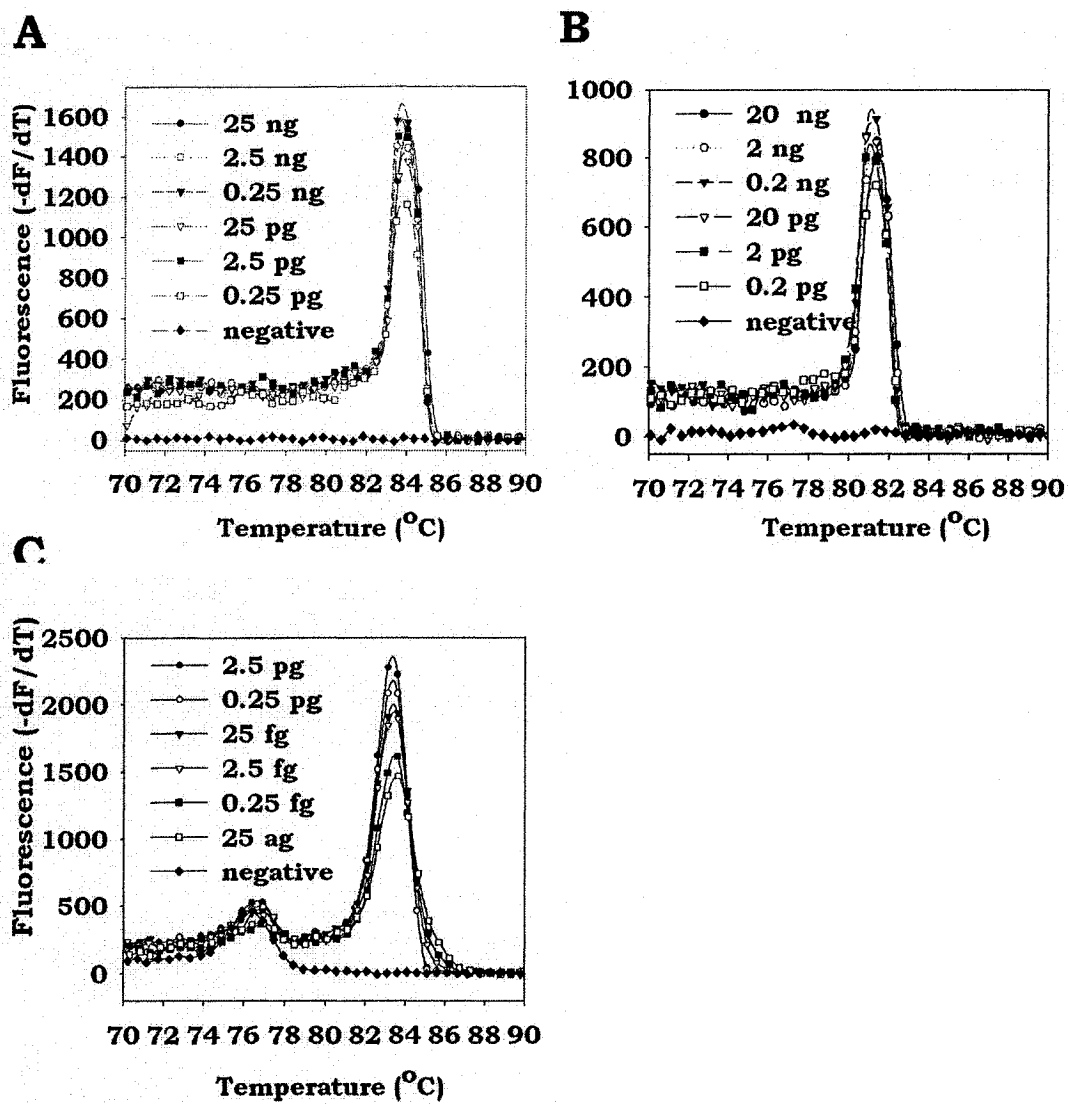 A
Fluorescence (-dF/dT)
1600
1400
1200
1000
800
600
400
200
0
25 ng
2.5 ng
0.25 ng
25 pg
2.5 pg
0.25 pg
negative
70 72 74 76 78 80 82 84 86 88 90
Temperature (°C)
B
1000
800
600
400
200
0
20 ng
2 ng
0.2 ng
20 pg
2 pg
0.2 pg
negative
70 72 74 76 78 80 82 84 86 88 90
Temperature (°C)
C
Fluorescence (-dF/dT)
2500
2000
1500
1000
500
0
2.5 pg
0.25 pg
25 fg
2.5 fg
0.25 fg
25 ag
negative
70 72 74 76 78 80 82 84 86 88 90
Temperature (°C)